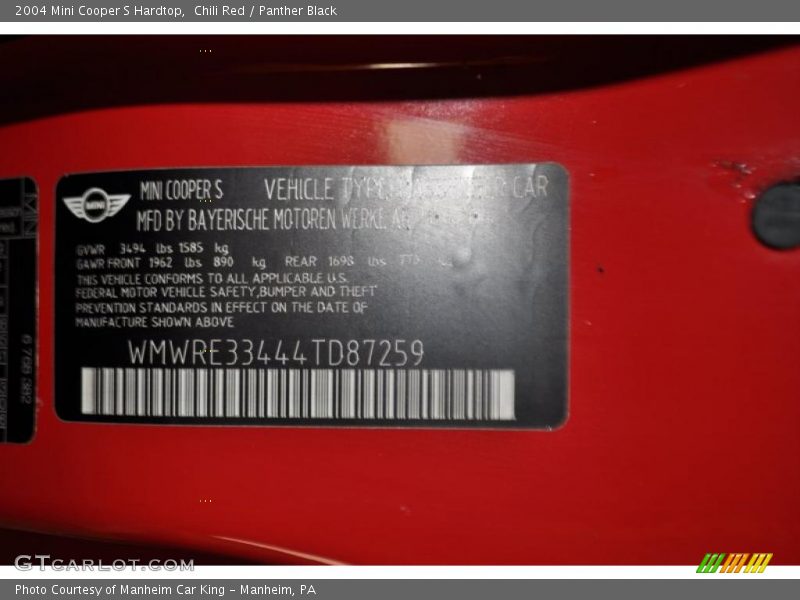 2004 Mini Cooper S Hardtop,  Chili Red / Panther Black
MINI
MINI COOPER S VEHICLE TYPE CAR
MFD BY BAYERISCHE MOTOREN WERKE AG
GVWR 3494 lbs 1585 kg
GAWR FRONT 1962 lbs 890 kg REAR 1698 lbs
THIS VEHICLE CONFORMS TO ALL APPLICABLE U.S.
FEDERAL MOTOR VEHICLE SAFETY,BUMPER AND THEFT
PREVENTION STANDARDS IN EFFECT ON THE DATE OF
MANUFACTURE SHOWN ABOVE
WMWRE33444TD87259
GTcarlot.com
Photo Courtesy of Manheim Car King - Manheim, PA